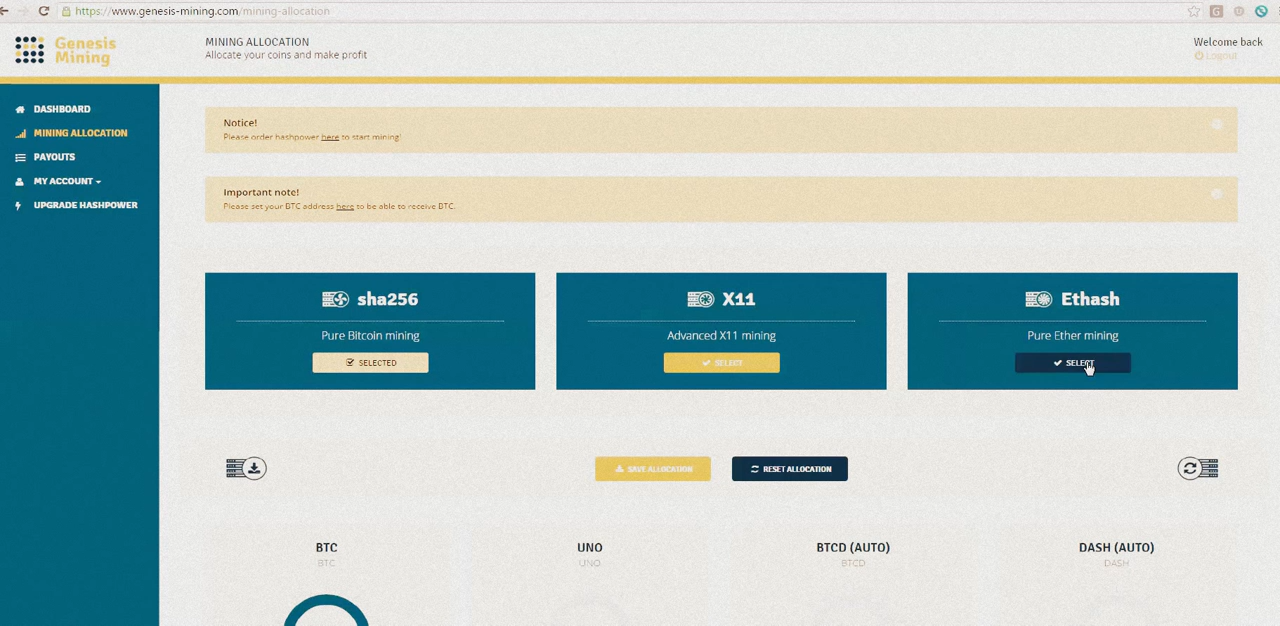 https://www.genesis-mining.com/mining-allocation
Genesis
Mining
MINING ALLOCATION
Allocate your coins and make profit
Welcome back
Logout
DASHBOARD
MINING ALLOCATION
PAYOUTS
MY ACCOUNT
UPGRADE HASHPOWER
Notice!
Please order hashpower here to start mining!
Important note!
Please set your BTC address here to be able to receive BTC.
sha256
Pure Bitcoin mining
SELECTED
X11
Advanced X11 mining
SELECT
Ethash
Pure Ether mining
SELECT
SAVE ALLOCATION
RESET ALLOCATION
BTC
BTC
UNO
UNO
BTCD (AUTO)
BTCD
DASH (AUTO)
DASH